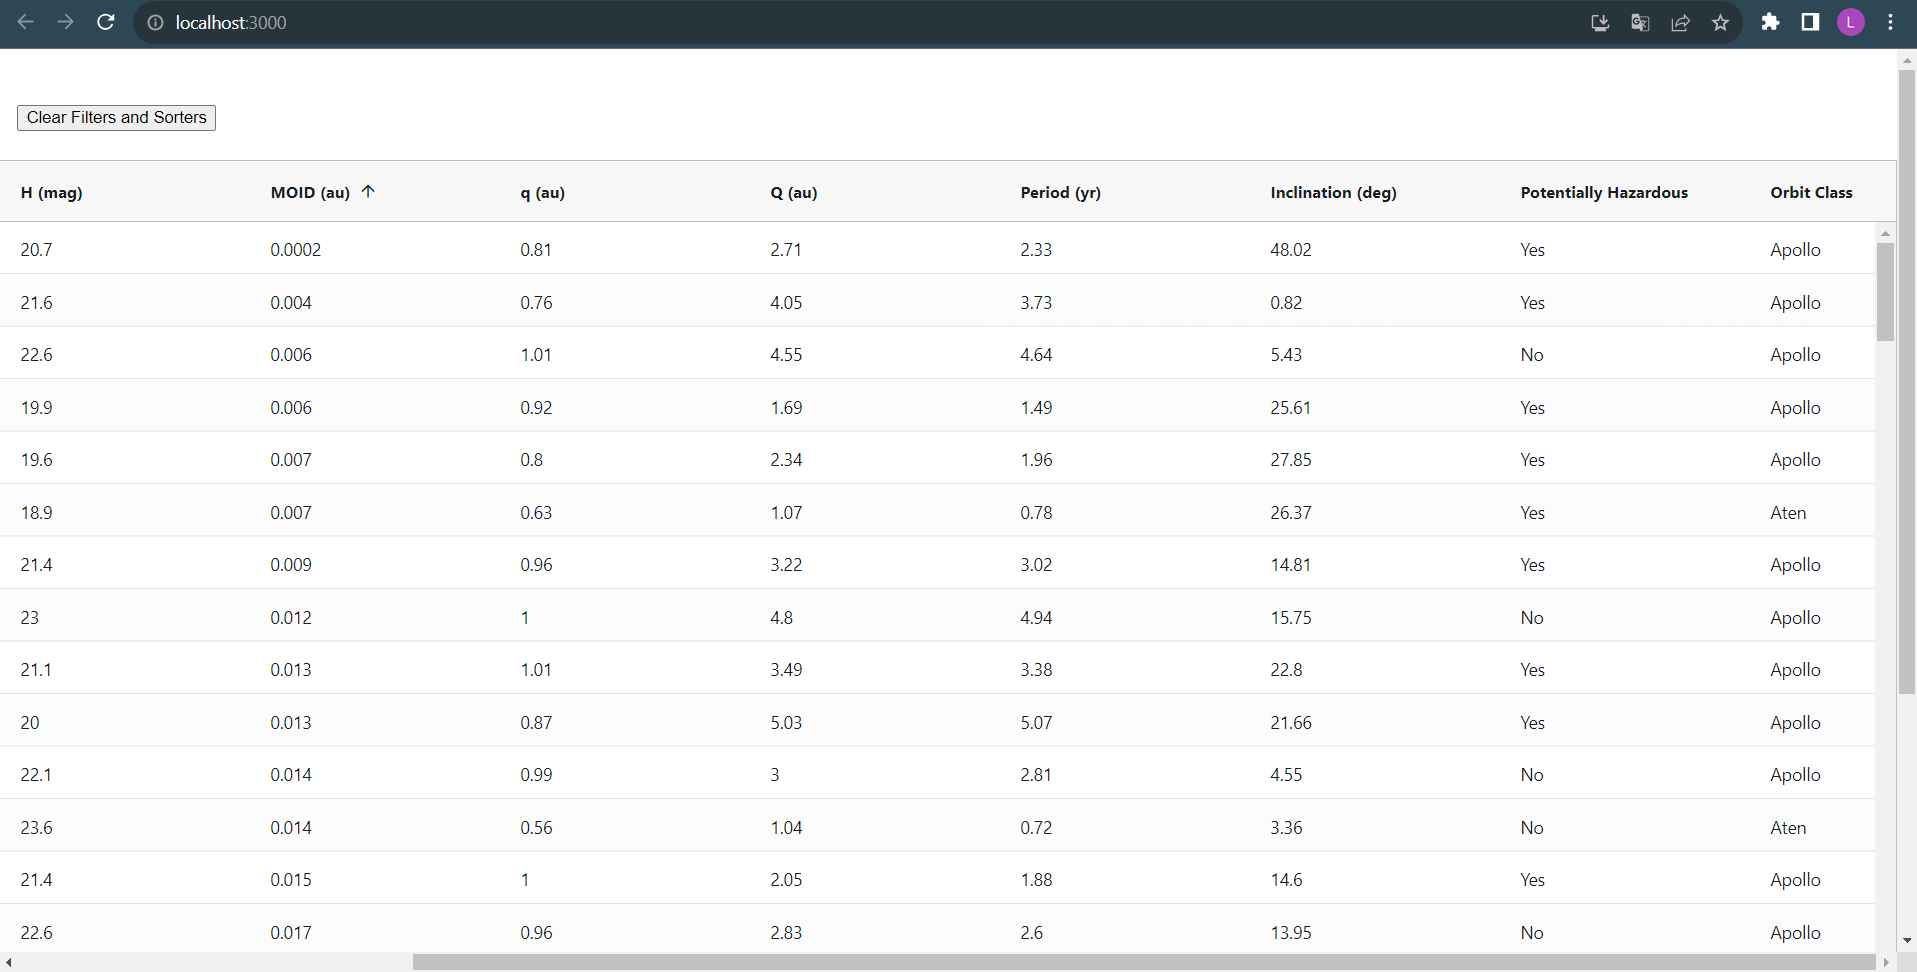 localhost:3000
L
Clear Filters and Sorters
H (mag) MOID (au) q (au) Q (au) Period (yr) Inclination (deg) Potentially Hazardous Orbit Class
20.7 0.0002 0.81 2.71 2.33 48.02 Yes Apollo
21.6 0.004 0.76 4.05 3.73 0.82 Yes Apollo
22.6 0.006 1.01 4.55 4.64 5.43 No Apollo
19.9 0.006 0.92 1.69 1.49 25.61 Yes Apollo
19.6 0.007 0.8 2.34 1.96 27.85 Yes Apollo
18.9 0.007 0.63 1.07 0.78 26.37 Yes Aten
21.4 0.009 0.96 3.22 3.02 14.81 Yes Apollo
23 0.012 1 4.8 4.94 15.75 No Apollo
21.1 0.013 1.01 3.49 3.38 22.8 Yes Apollo
20 0.013 0.87 5.03 5.07 21.66 Yes Apollo
22.1 0.014 0.99 3 2.81 4.55 No Apollo
23.6 0.014 0.56 1.04 0.72 3.36 No Aten
21.4 0.015 1 2.05 1.88 14.6 Yes Apollo
22.6 0.017 0.96 2.83 2.6 13.95 No Apollo